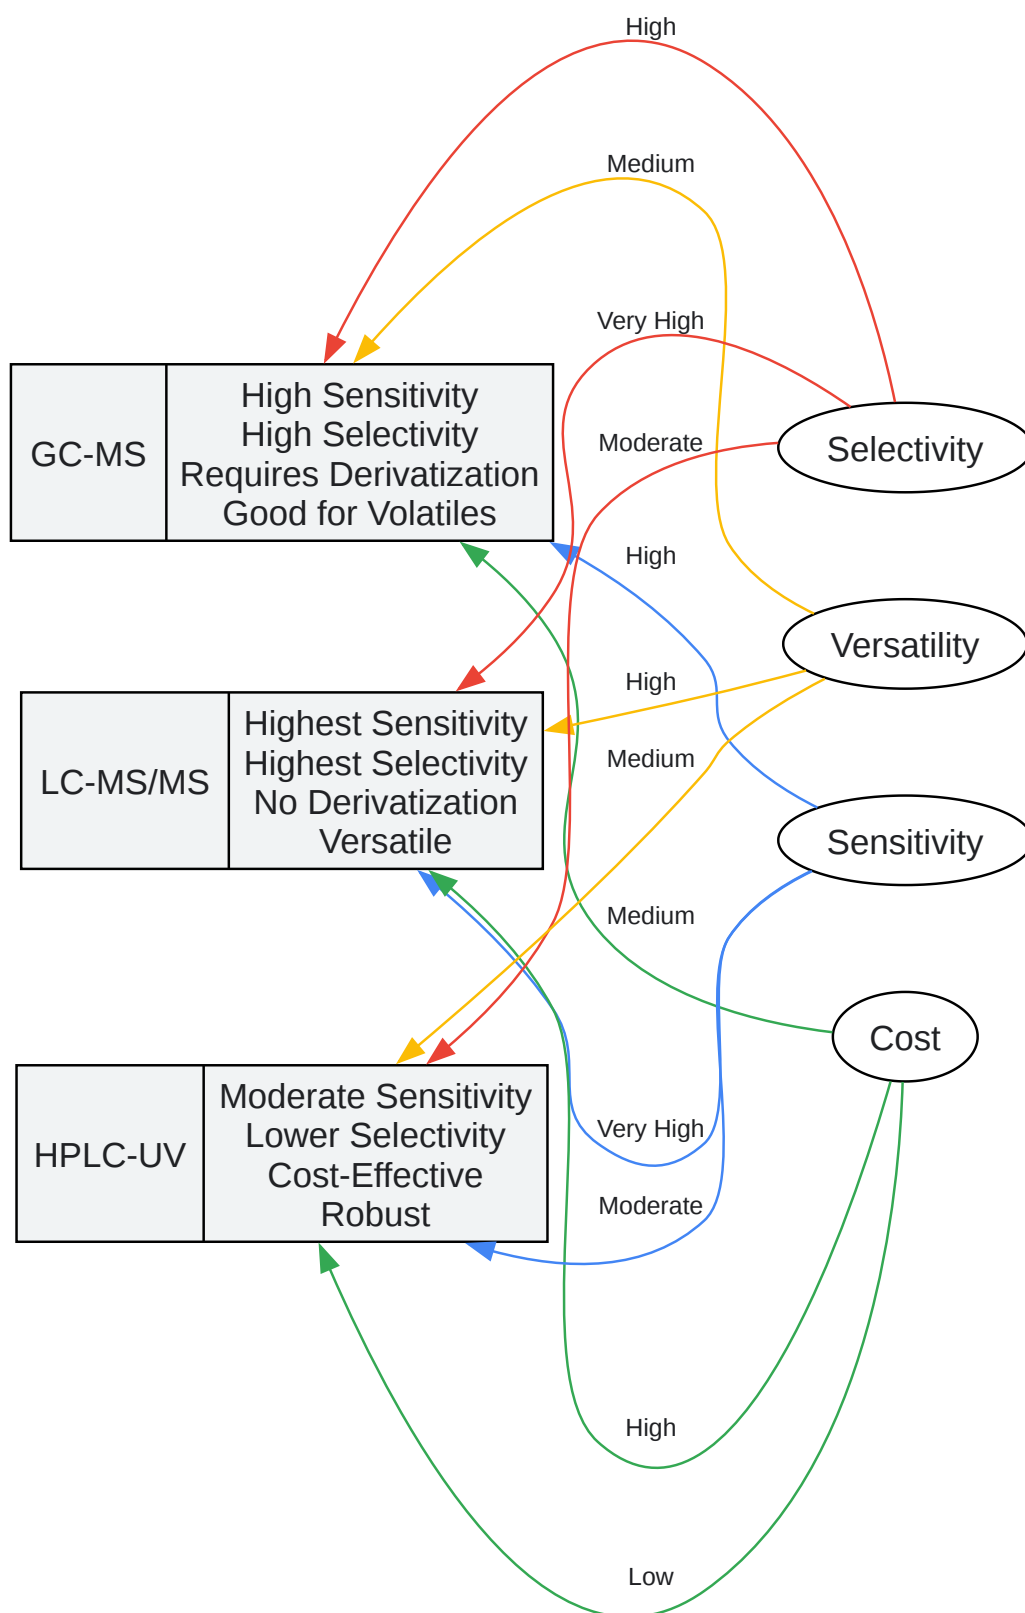 High
Medium
Very High
Moderate
High
High
Medium
Medium
Very High
Moderate
High
Low
GC-MS
High Sensitivity
High Selectivity
Requires Derivatization
Good for Volatiles
LC-MS/MS
Highest Sensitivity
Highest Selectivity
No Derivatization
Versatile
HPLC-UV
Moderate Sensitivity
Lower Selectivity
Cost-Effective
Robust
Selectivity
Versatility
Sensitivity
Cost